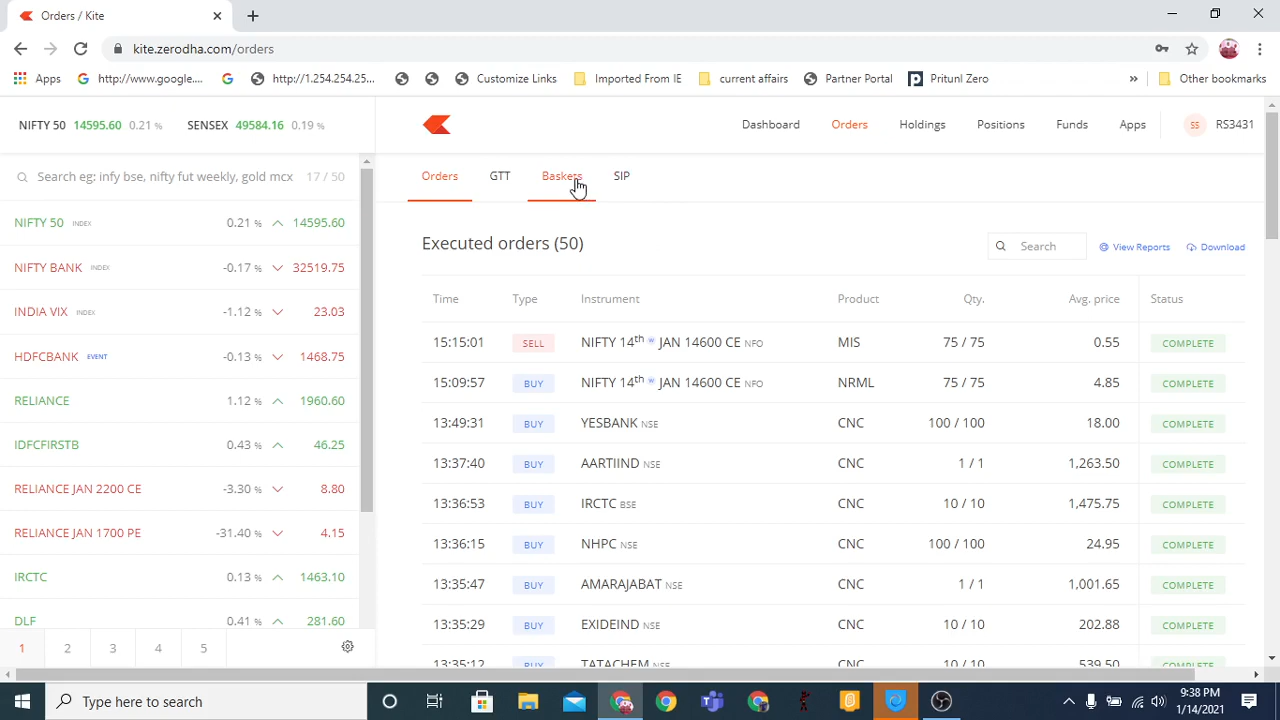 Orders / Kite
kite.zerodha.com/orders
Apps
http://www.google....
http://1.254.254.25...
Customize Links
Imported From IE
current affairs
Partner Portal
Pritunl Zero
»
Other bookmarks
NIFTY 50 14595.60 0.21 %
SENSEX 49584.16 0.19 %
Dashboard
Orders
Holdings
Positions
Funds
Apps
SS RS3431
Search eg: infy bse, nifty fut weekly, gold mcx 17 / 50
Orders
GTT
Baskets
SIP
NIFTY 50 INDEX 0.21 % 14595.60
NIFTY BANK INDEX -0.17 % 32519.75
INDIA VIX INDEX -1.12 % 23.03
HDFCBANK EVENT -0.13 % 1468.75
RELIANCE 1.12 % 1960.60
IDFCFIRSTB 0.43 % 46.25
RELIANCE JAN 2200 CE -3.30 % 8.80
RELIANCE JAN 1700 PE -31.40 % 4.15
IRCTC 0.13 % 1463.10
DLF 0.41 % 281.60
1 2 3 4 5
Executed orders (50)
Search
View Reports
Download
Time Type Instrument Product Qty. Avg. price Status
15:15:01 SELL NIFTY 14th w JAN 14600 CE NFO MIS 75 / 75 0.55 COMPLETE
15:09:57 BUY NIFTY 14th w JAN 14600 CE NFO NRML 75 / 75 4.85 COMPLETE
13:49:31 BUY YESBANK NSE CNC 100 / 100 18.00 COMPLETE
13:37:40 BUY AARTIIND NSE CNC 1 / 1 1,263.50 COMPLETE
13:36:53 BUY IRCTC BSE CNC 10 / 10 1,475.75 COMPLETE
13:36:15 BUY NHPC NSE CNC 100 / 100 24.95 COMPLETE
13:35:47 BUY AMARAJABAT NSE CNC 1 / 1 1,001.65 COMPLETE
13:35:29 BUY EXIDEIND NSE CNC 10 / 10 202.88 COMPLETE
13:35:12 BUY TATACHEM NSE CNC 10 / 10 539.50 COMPLETE
Type here to search
9:38 PM
1/14/2021